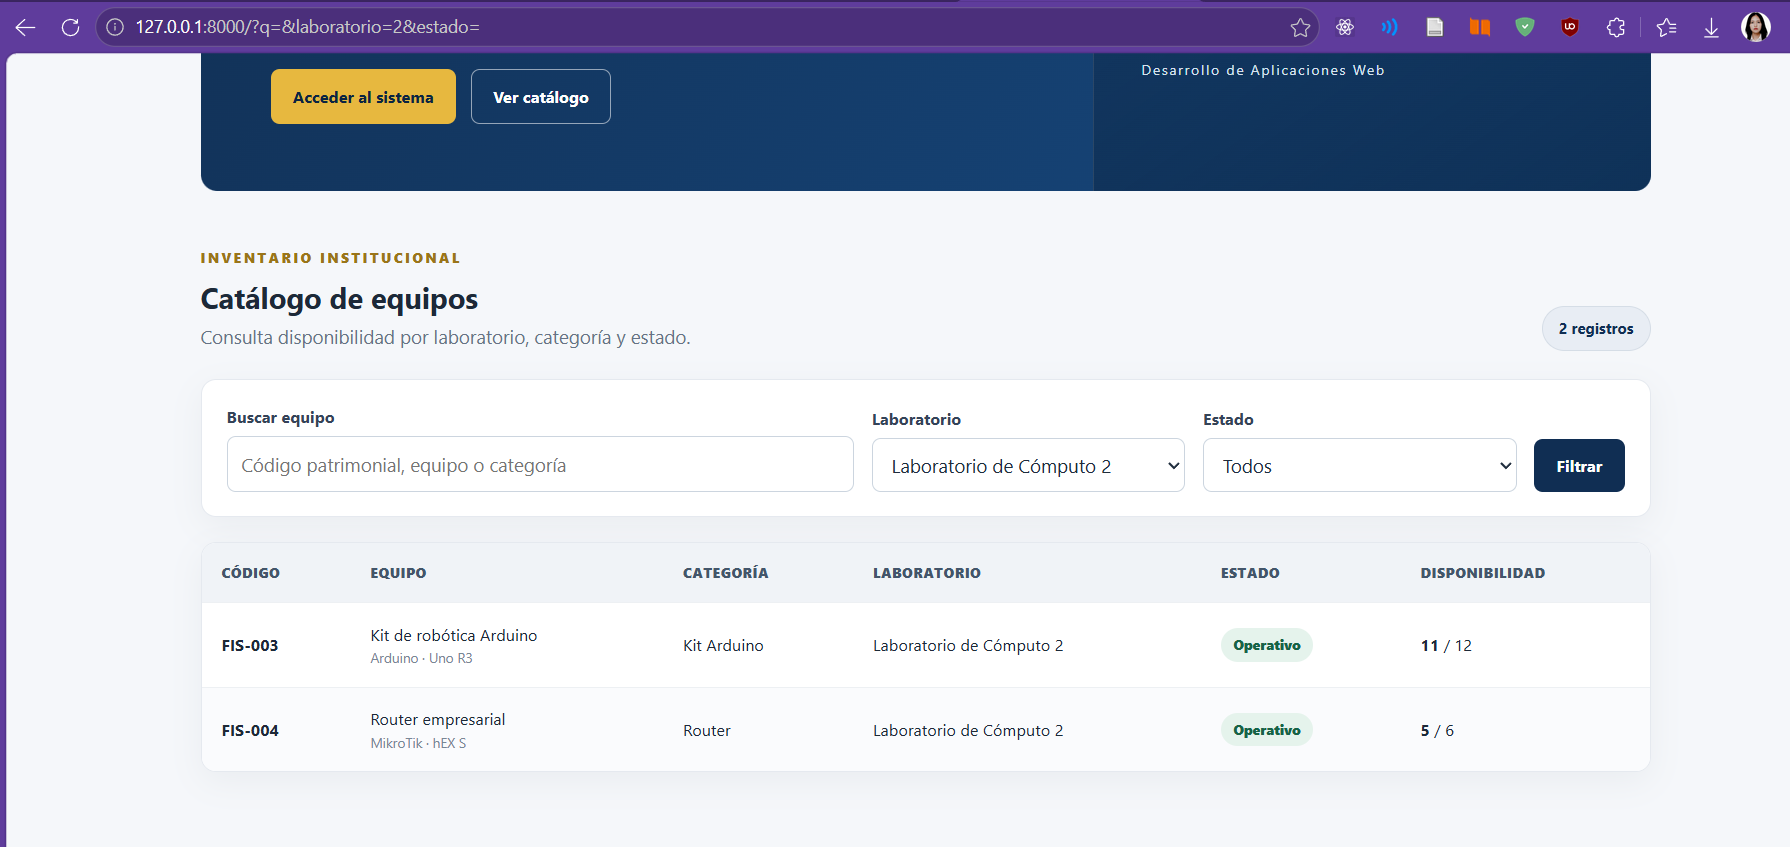 127.0.0.1:8000/?q=&laboratorio=2&estado=
Acceder al sistema
Ver catálogo
Desarrollo de Aplicaciones Web
INVENTARIO INSTITUCIONAL
Catálogo de equipos
Consulta disponibilidad por laboratorio, categoría y estado.
2 registros
Buscar equipo
Laboratorio
Estado
Código patrimonial, equipo o categoría
Laboratorio de Cómputo 2
Todos
Filtrar
CÓDIGO EQUIPO CATEGORÍA LABORATORIO ESTADO DISPONIBILIDAD
FIS-003 Kit de robótica Arduino Kit Arduino Laboratorio de Cómputo 2 Operativo 11 / 12
Arduino · Uno R3
FIS-004 Router empresarial Router Laboratorio de Cómputo 2 Operativo 5 / 6
MikroTik · hEX S